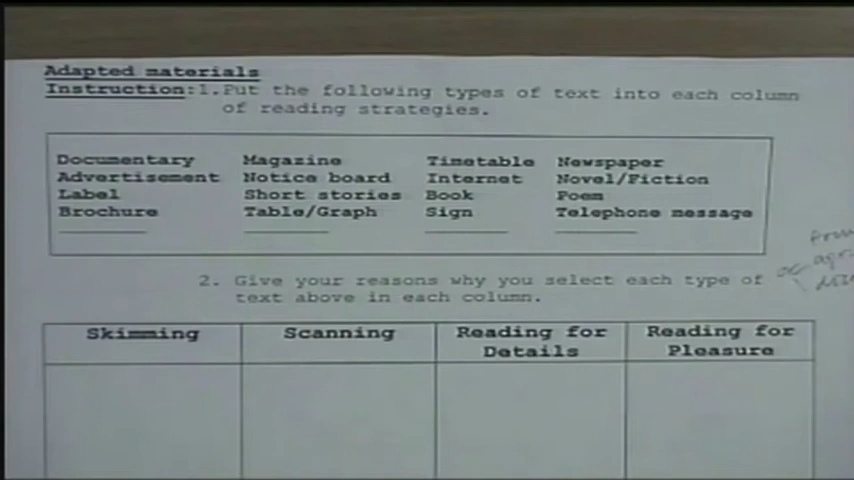 Adapted materials
Instruction:1.Put the following types of text into each column
of reading strategies.
Documentary Magazine Timetable Newspaper
Advertisement Notice board Internet Novel/Fiction
Label Short stories Book Poem
Brochure Table/Graph Sign Telephone message
2. Give your reasons why you select each type of
text above in each column.
Skimming Scanning Reading for Details Reading for Pleasure